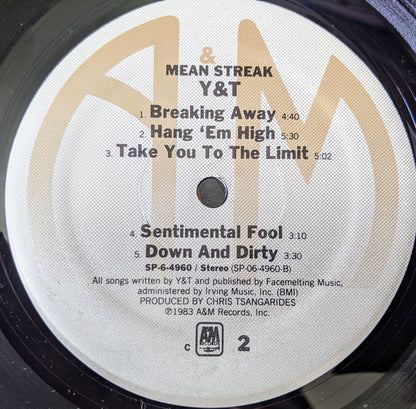 A&M
MEAN STREAK
Y&T
1. Breaking Away 4:40
2. Hang 'Em High 5:30
3. Take You To The Limit 5:02
4. Sentimental Fool 3:10
5. Down And Dirty 3:30
SP-6-4960 / Stereo (SP-06-4960-B)
All songs written by Y&T and published by Facemelting Music,
administered by Irving Music, Inc. (BMI)
PRODUCED BY CHRIS TSANGARIDES
℗1983 A&M Records, Inc.
c A&M RECORDS 2